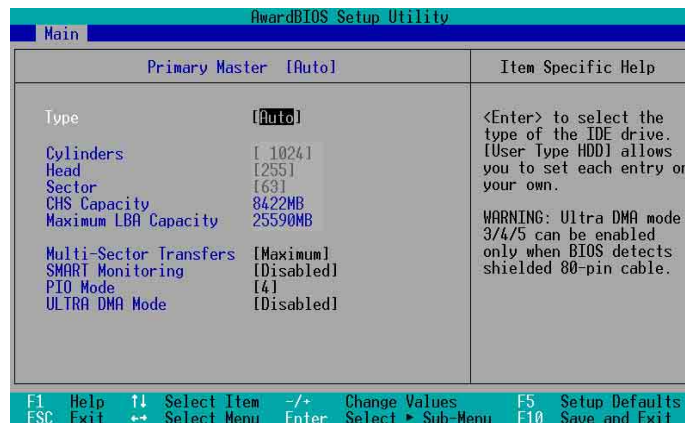 AwardBIOS Setup Utility
Main
Primary Master [Auto]
Item Specific Help
Type [Auto]
Cylinders [ 1024]
Head [255]
Sector [63]
CHS Capacity 8422MB
Maximum LBA Capacity 25590MB
Multi-Sector Transfers [Maximum]
SMART Monitoring [Disabled]
PIO Mode [4]
ULTRA DMA Mode [Disabled]
<Enter> to select the
type of the IDE drive.
[User Type HDD] allows
you to set each entry on
your own.
WARNING: Ultra DMA mode
3/4/5 can be enabled
only when BIOS detects
shielded 80-pin cable.
F1 Help ↑↓ Select Item -/+ Change Values F5 Setup Defaults
ESC Exit ↔ Select Menu Enter Select ► Sub-Menu F10 Save and Exit